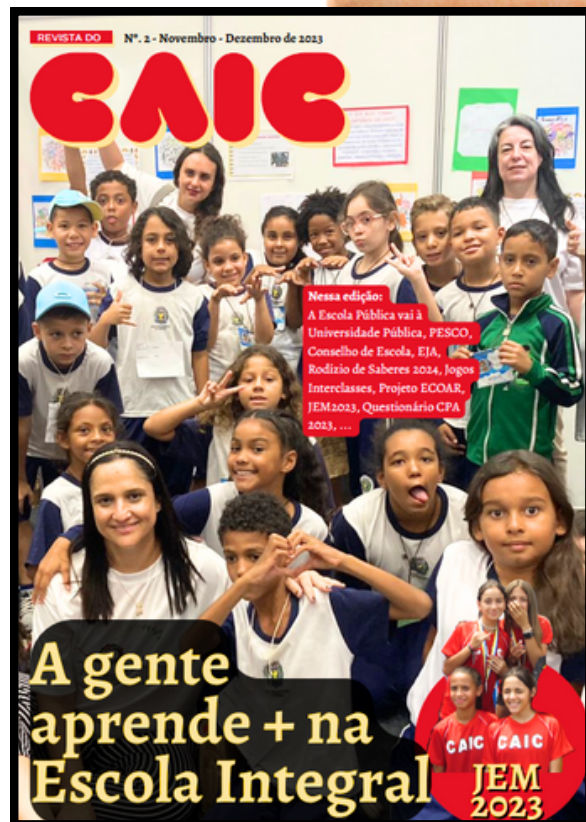 REVISTA DO
Nº. 2 - Novembro - Dezembro de 2023
CAIC
Nessa edição:
A Escola Pública vai à
Universidade Pública, PESCO,
Conselho de Escola, EJA,
Rodízio de Saberes 2024, Jogos
Interclasses, Projeto ECOAR,
JEM2023, Questionário CPA
2023, ...
A gente
aprende + na
Escola Integral
CAIC CAIC
JEM
2023